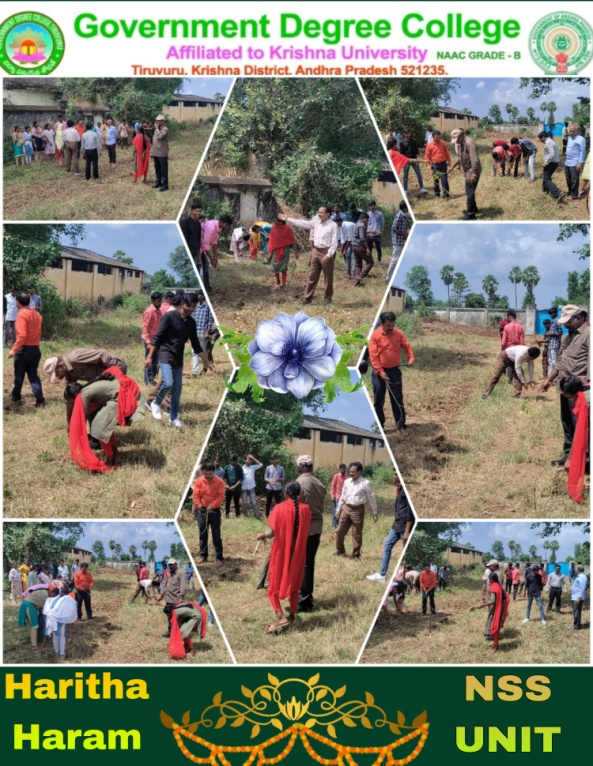 Government Degree College
Affiliated to Krishna University NAAC GRADE - B
Tiruvuru. Krishna District. Andhra Pradesh 521235.
Haritha
Haram
NSS
UNIT